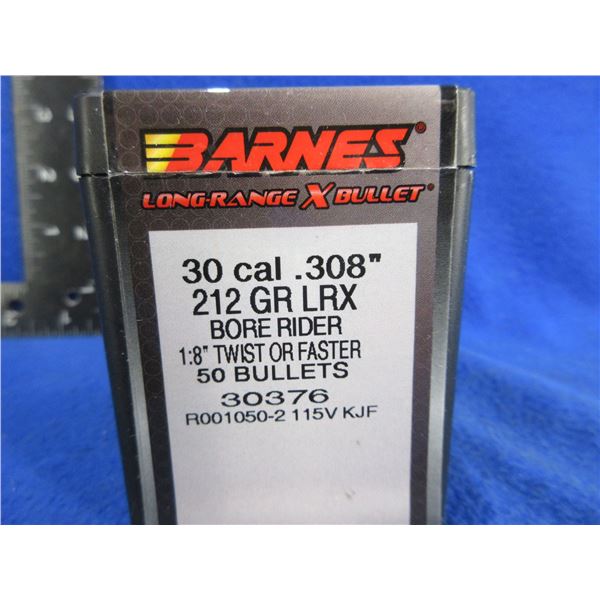 BARNES®
LONG-RANGE X BULLET®
30 cal .308"
212 GR LRX
BORE RIDER
1:8" TWIST OR FASTER
50 BULLETS
30376
R001050-2 115V KJF